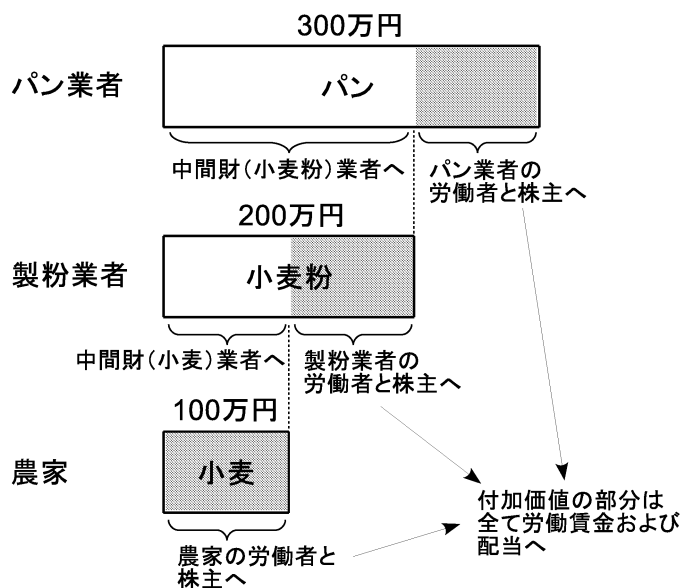 300万円
パン業者
パン
中間財(小麦粉)業者へ
パン業者の
労働者と株主へ
200万円
製粉業者
小麦粉
中間財(小麦)業者へ
製粉業者の
労働者と株主へ
100万円
農家
小麦
農家の労働者と
株主へ
付加価値の部分は
全て労働賃金および
配当へ